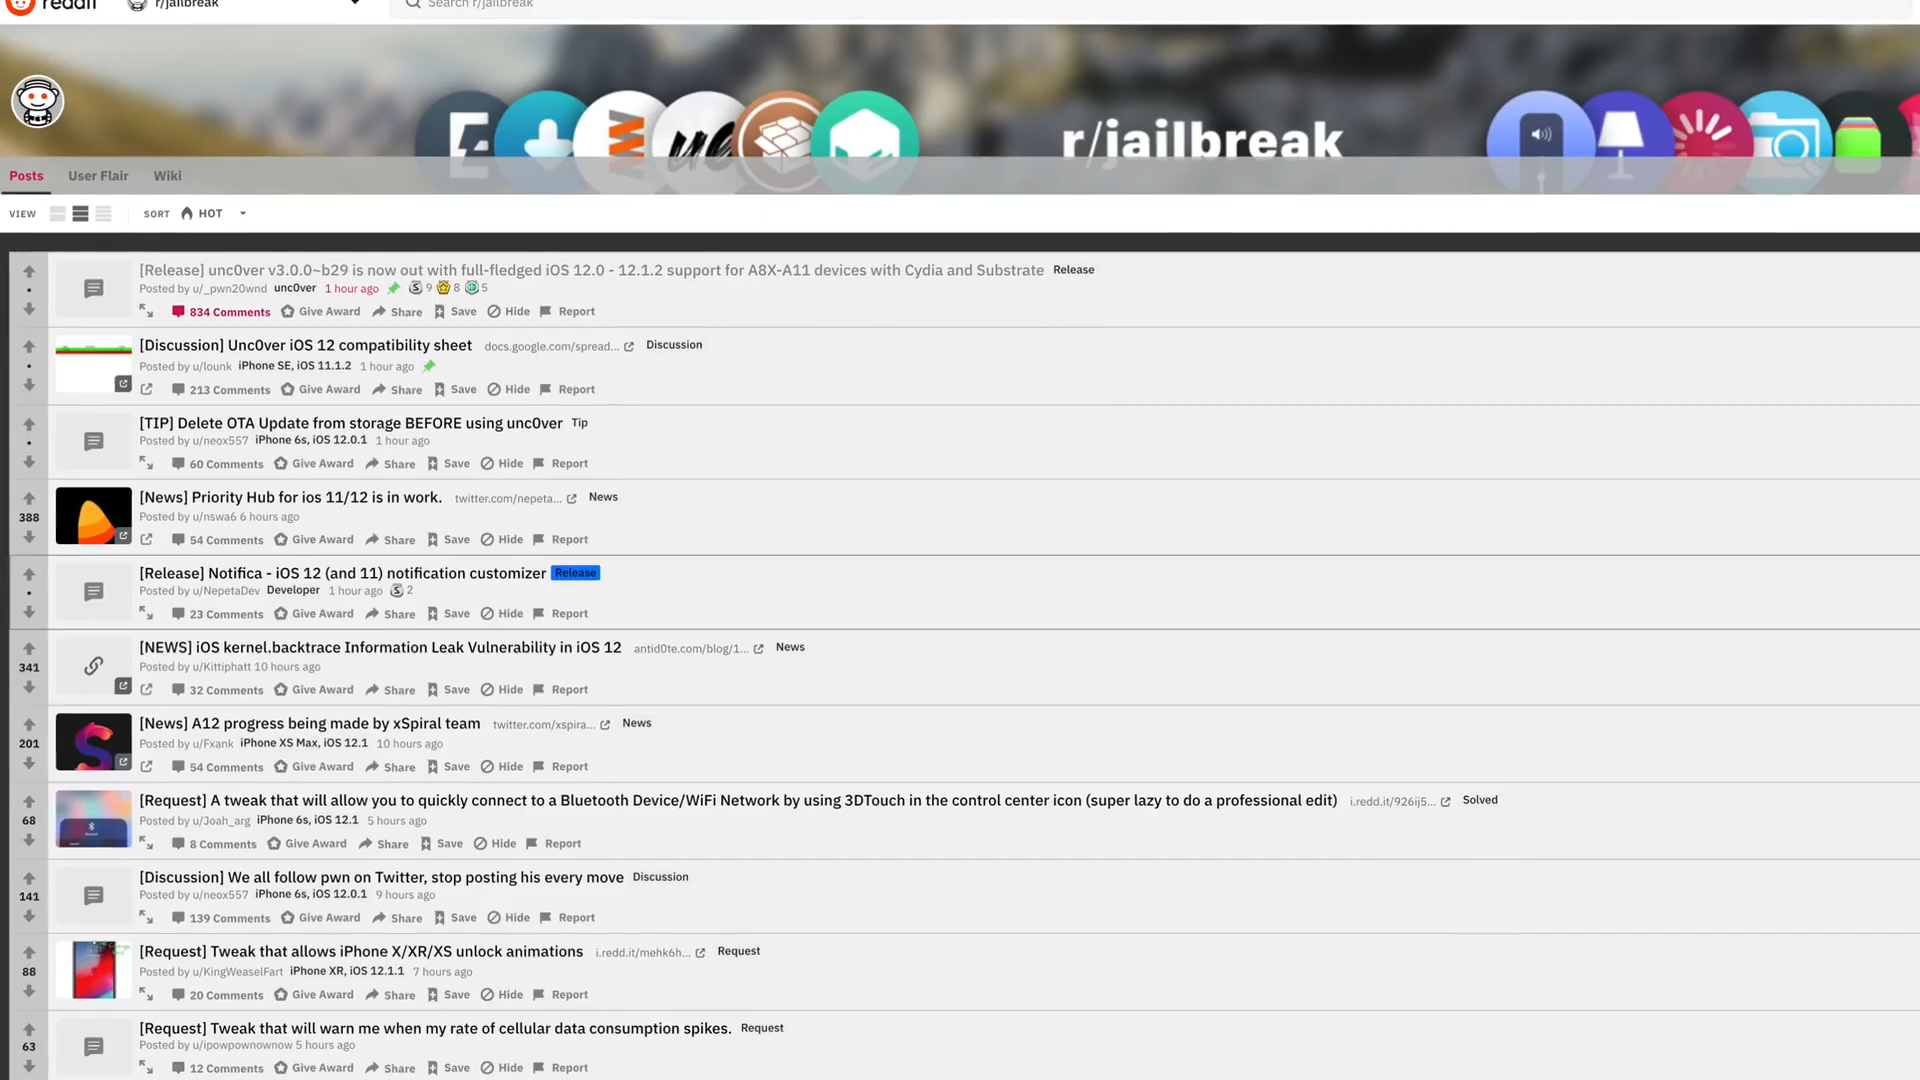 reddit r/jailbreak Search r/jailbreak
r/jailbreak
Posts User Flair Wiki
VIEW SORT HOT
[Release] unc0ver v3.0.0~b29 is now out with full-fledged iOS 12.0 - 12.1.2 support for A8X-A11 devices with Cydia and Substrate Release
Posted by u/_pwn20wnd unc0ver 1 hour ago 9 8 5
834 Comments Give Award Share Save Hide Report
[Discussion] Unc0ver iOS 12 compatibility sheet docs.google.com/spread... Discussion
Posted by u/lounk iPhone SE, iOS 11.1.2 1 hour ago
213 Comments Give Award Share Save Hide Report
[TIP] Delete OTA Update from storage BEFORE using unc0ver Tip
Posted by u/neox557 iPhone 6s, iOS 12.0.1 1 hour ago
60 Comments Give Award Share Save Hide Report
[News] Priority Hub for ios 11/12 is in work. twitter.com/nepeta... News
388 Posted by u/nswa6 6 hours ago
54 Comments Give Award Share Save Hide Report
[Release] Notifica - iOS 12 (and 11) notification customizer Release
Posted by u/NepetaDev Developer 1 hour ago 2
23 Comments Give Award Share Save Hide Report
[NEWS] iOS kernel.backtrace Information Leak Vulnerability in iOS 12 antid0te.com/blog/1... News
341 Posted by u/Kittiphatt 10 hours ago
32 Comments Give Award Share Save Hide Report
[News] A12 progress being made by xSpiral team twitter.com/xspira... News
201 Posted by u/Fxank iPhone XS Max, iOS 12.1 10 hours ago
54 Comments Give Award Share Save Hide Report
[Request] A tweak that will allow you to quickly connect to a Bluetooth Device/WiFi Network by using 3DTouch in the control center icon (super lazy to do a professional edit) i.redd.it/926ij5... Solved
68 Posted by u/Joah_arg iPhone 6s, iOS 12.1 5 hours ago
8 Comments Give Award Share Save Hide Report
[Discussion] We all follow pwn on Twitter, stop posting his every move Discussion
141 Posted by u/neox557 iPhone 6s, iOS 12.0.1 9 hours ago
139 Comments Give Award Share Save Hide Report
[Request] Tweak that allows iPhone X/XR/XS unlock animations i.redd.it/mehk6h... Request
88 Posted by u/KingWeaselFart iPhone XR, iOS 12.1.1 7 hours ago
20 Comments Give Award Share Save Hide Report
[Request] Tweak that will warn me when my rate of cellular data consumption spikes. Request
63 Posted by u/ipowpownownow 5 hours ago
12 Comments Give Award Share Save Hide Report